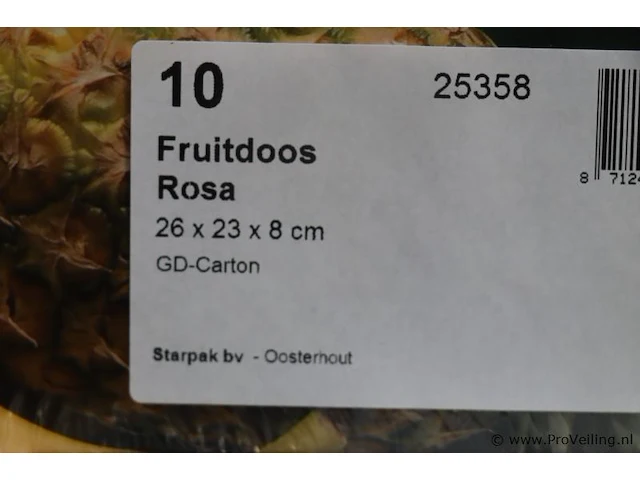 10
25358
Fruitdoos
Rosa
26 x 23 x 8 cm
GD-Carton
8 7124
Starpak bv - Oosterhout
© www.ProVeiling.nl